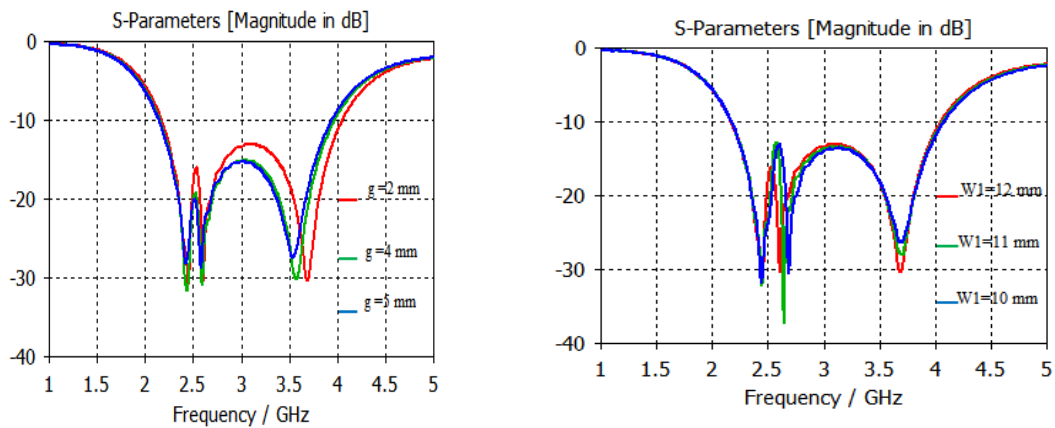 S-Parameters [Magnitude in dB]
0
-10
-20
-30
-40
g =2 mm
g =4 mm
g =5 mm
1 1.5 2 2.5 3 3.5 4 4.5 5
Frequency / GHz
S-Parameters [Magnitude in dB]
0
-10
-20
-30
-40
W1=12 mm
W1=11 mm
W1=10 mm
1 1.5 2 2.5 3 3.5 4 4.5 5
Frequency / GHz